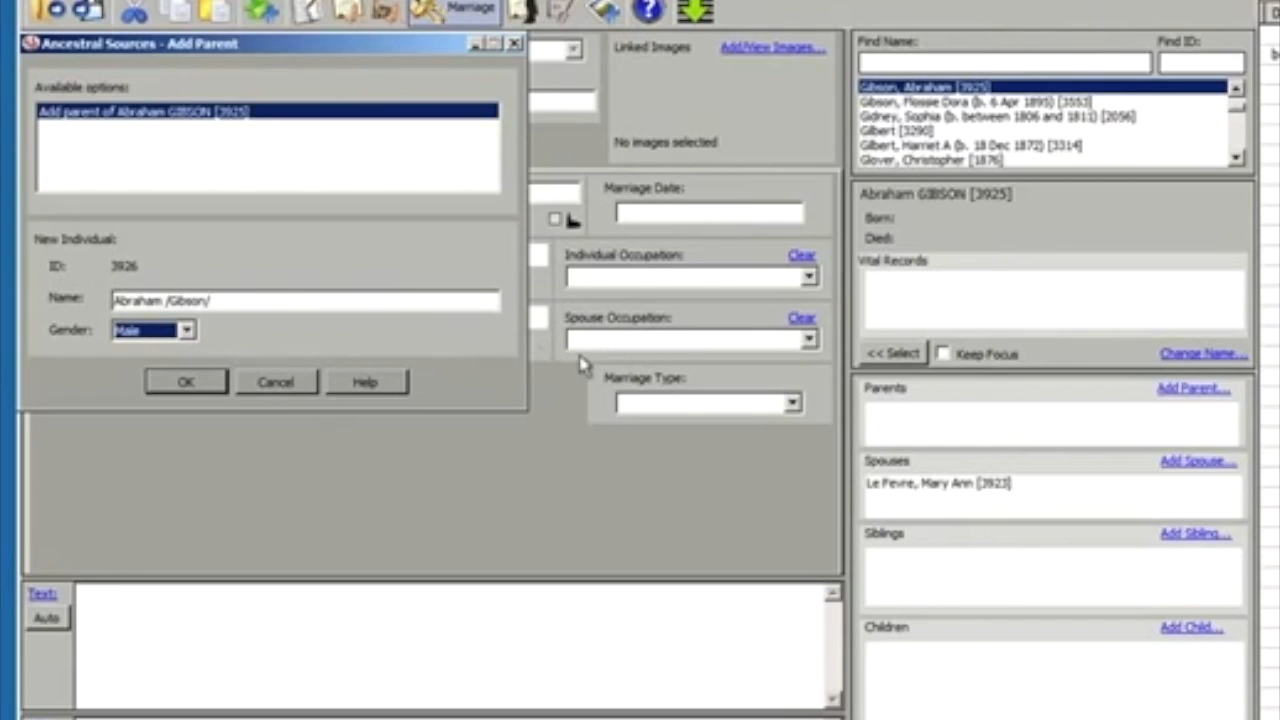 Marriage
Ancestral Sources - Add Parent
Available options:
Add parent of Abraham GIBSON [3925]
New Individual:
ID: 3926
Name: Abraham /Gibson/
Gender: Male
OK Cancel Help
Linked Images Add/View Images...
No images selected
Marriage Date:
Individual Occupation: Clear
Spouse Occupation: Clear
Marriage Type:
Text:
Auto
Find Name: Find ID:
Gibson, Abraham [3925]
Gibson, Flossie Dora (b. 6 Apr 1895) [3553]
Gidney, Sophia (b. between 1806 and 1811) [2056]
Gilbert [3290]
Gilbert, Harriet A (b. 18 Dec 1872) [3314]
Glover, Christopher [1876]
Abraham GIBSON [3925]
Born:
Died:
Vital Records
<< Select Keep Focus Change Name...
Parents Add Parent...
Spouses Add Spouse...
Le Fevre, Mary Ann [3923]
Siblings Add Sibling...
Children Add Child...